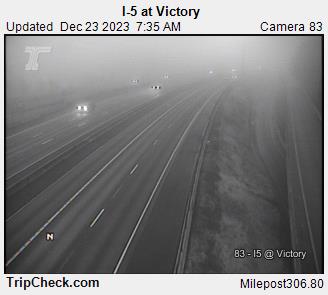 I-5 at Victory
Updated Dec 23 2023 7:35 AM Camera 83
T
N
83 - I5 @ Victory
TripCheck.com Milepost306.80